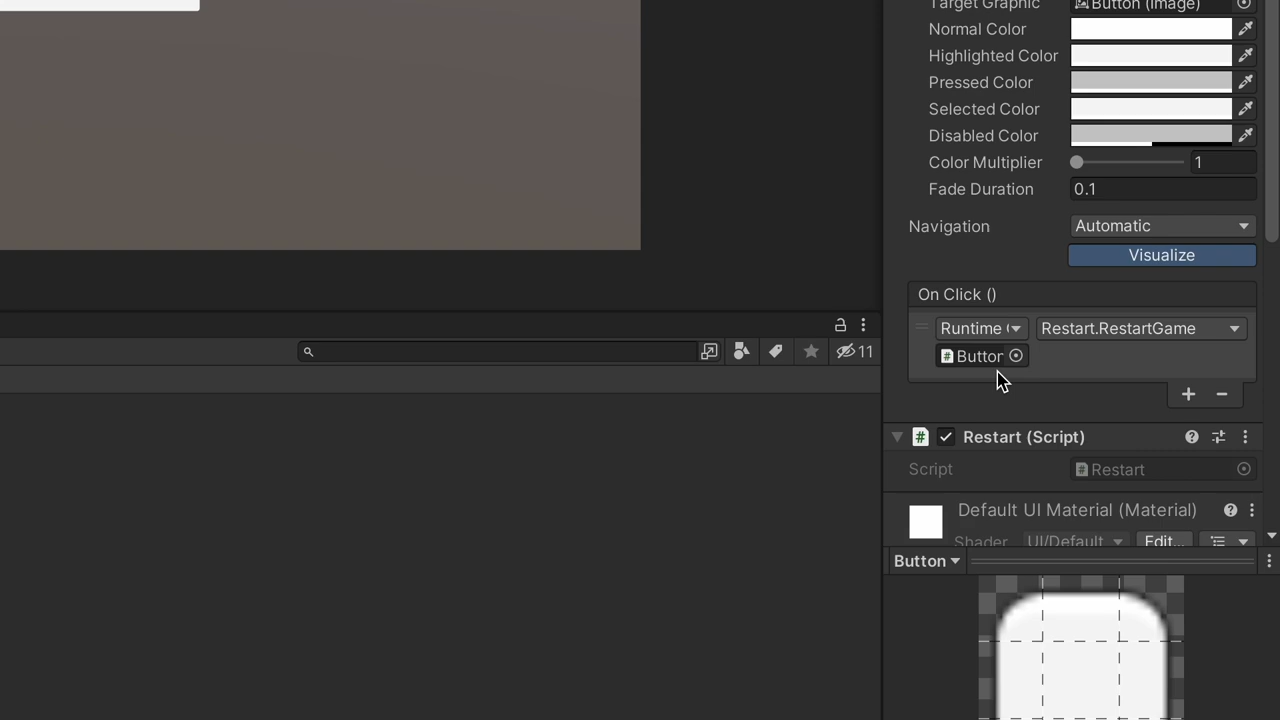 Target Graphic Button (Image)
Normal Color
Highlighted Color
Pressed Color
Selected Color
Disabled Color
Color Multiplier 1
Fade Duration 0.1
Navigation Automatic
Visualize
On Click ()
Runtime Restart.RestartGame
11
Button
# Restart (Script)
Script Restart
Default UI Material (Material)
Shader UI/Default Edit...
Button